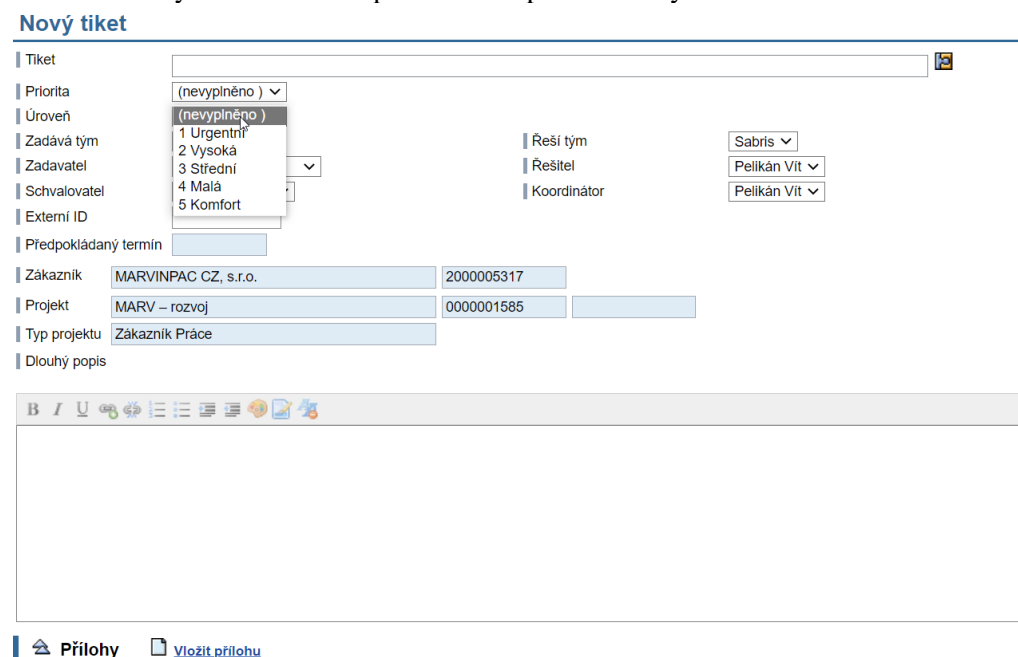 Nový tiket
Tiket
Priorita (nevyplněno )
Úroveň (nevyplněno )
1 Urgentní
Zadává tým Řeší tým Sabris
2 Vysoká
Zadavatel 3 Střední Řešitel Pelikán Vít
Schvalovatel 4 Malá Koordinátor Pelikán Vít
5 Komfort
Externí ID
Předpokládaný termín
Zákazník MARVINPAC CZ, s.r.o. 2000005317
Projekt MARV – rozvoj 0000001585
Typ projektu Zákazník Práce
Dlouhý popis
B I U
Přílohy Vložit přílohu